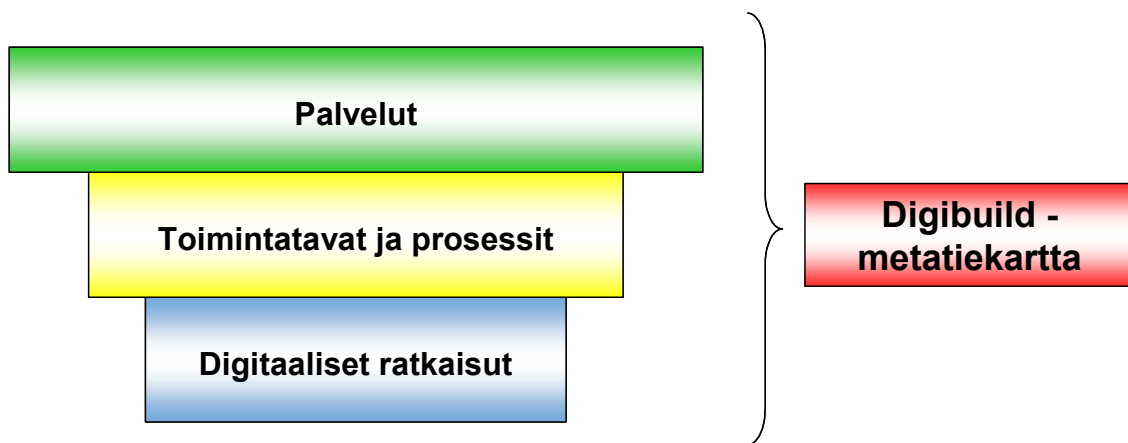 Palvelut
Toimintatavat ja prosessit
Digitaaliset ratkaisut
Digibuild -
metatiekartta